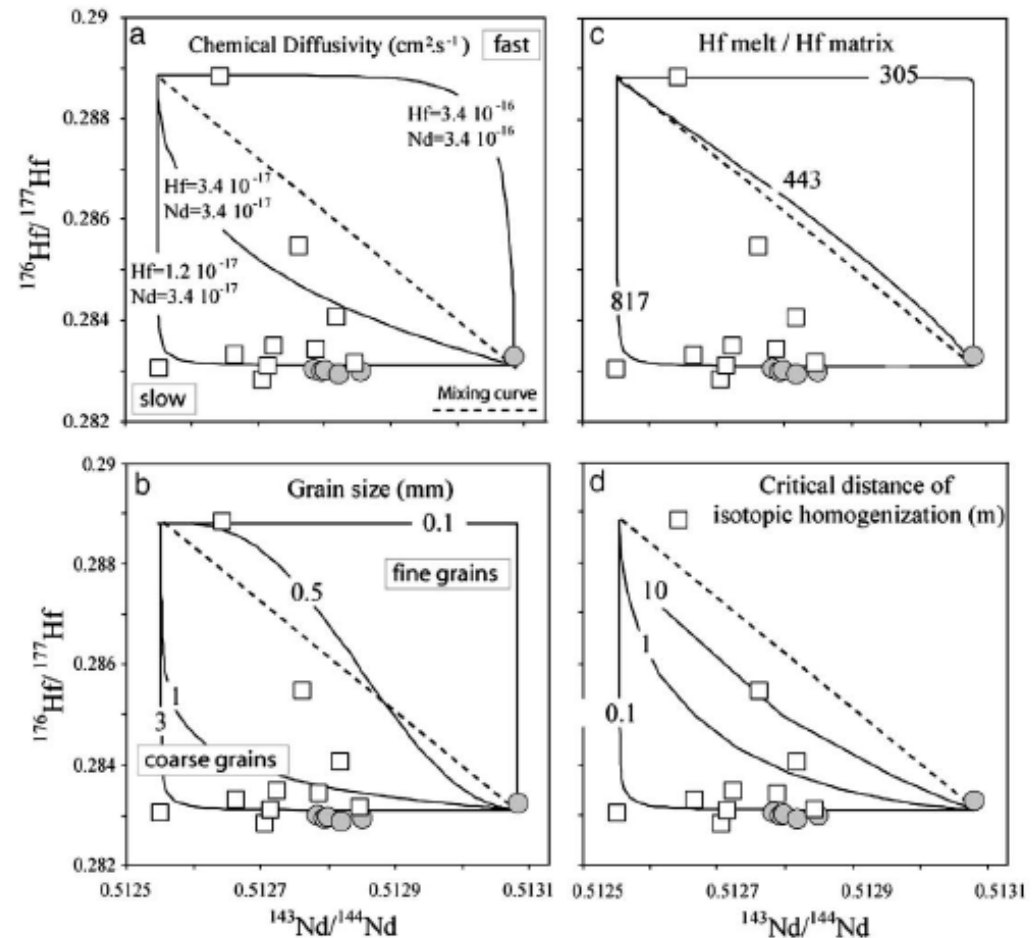 0.29
0.288
0.286
0.284
0.282
¹⁷⁶Hf/ ¹⁷⁷Hf
a
Chemical Diffusivity (cm².s⁻¹)
fast
Hf=3.4 10⁻¹⁶
Nd=3.4 10⁻¹⁶
Hf=3.4 10⁻¹⁷
Nd=3.4 10⁻¹⁷
Hf=1.2 10⁻¹⁷
Nd=3.4 10⁻¹⁷
slow
Mixing curve
c
Hf melt / Hf matrix
305
443
817
0.29
0.288
0.286
0.284
0.282
¹⁷⁶Hf/ ¹⁷⁷Hf
b
Grain size (mm)
0.1
fine grains
0.5
1
3
coarse grains
0.5125
0.5127
0.5129
0.5131
¹⁴³Nd/¹⁴⁴Nd
d
Critical distance of
isotopic homogenization (m)
10
1
0.1
0.5125
0.5127
0.5129
0.5131
¹⁴³Nd/¹⁴⁴Nd